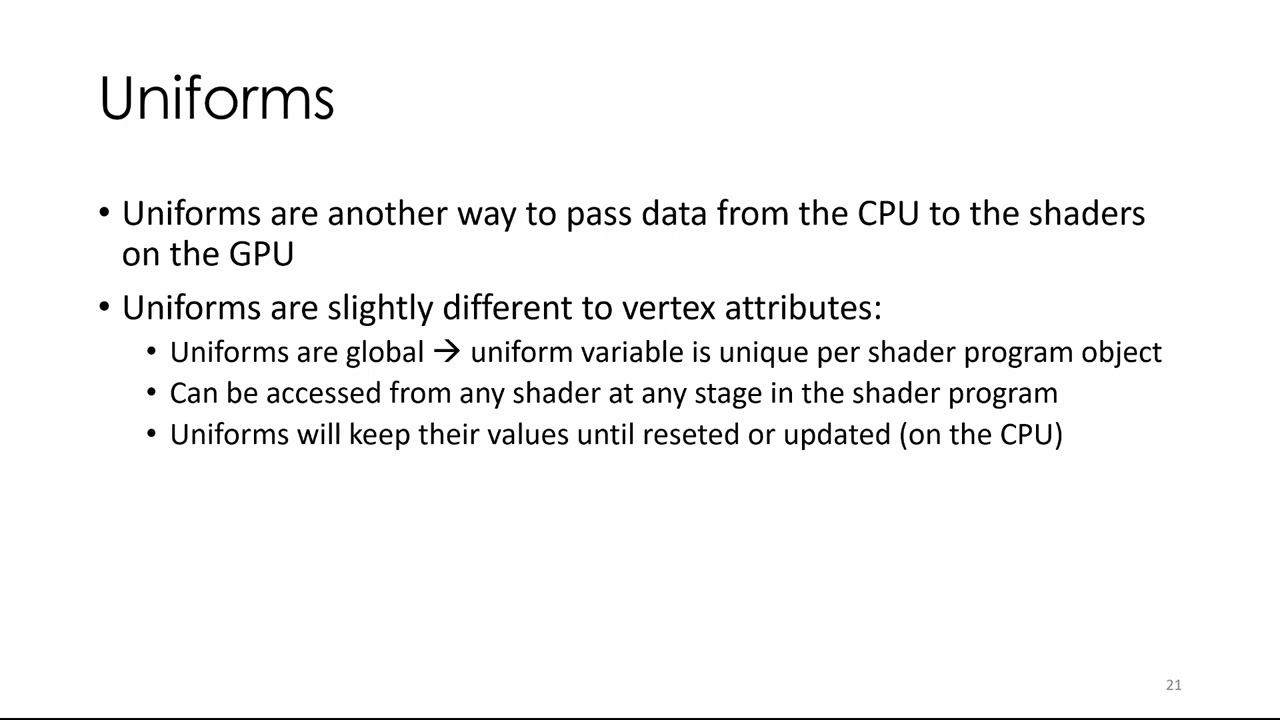 Uniforms
• Uniforms are another way to pass data from the CPU to the shaders
on the GPU
• Uniforms are slightly different to vertex attributes:
• Uniforms are global → uniform variable is unique per shader program object
• Can be accessed from any shader at any stage in the shader program
• Uniforms will keep their values until reseted or updated (on the CPU)
21